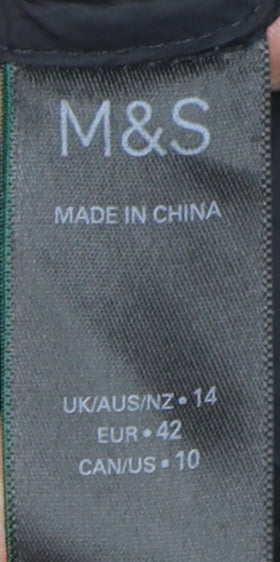 M&S
MADE IN CHINA
UK/AUS/NZ • 14
EUR • 42
CAN/US • 10